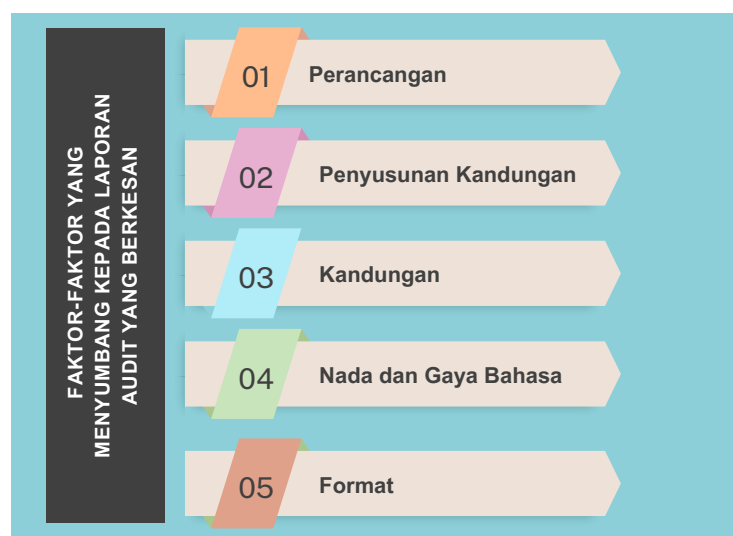 FAKTOR-FAKTOR YANG
MENYUMBANG KEPADA LAPORAN
AUDIT YANG BERKESAN
01 Perancangan
02 Penyusunan Kandungan
03 Kandungan
04 Nada dan Gaya Bahasa
05 Format